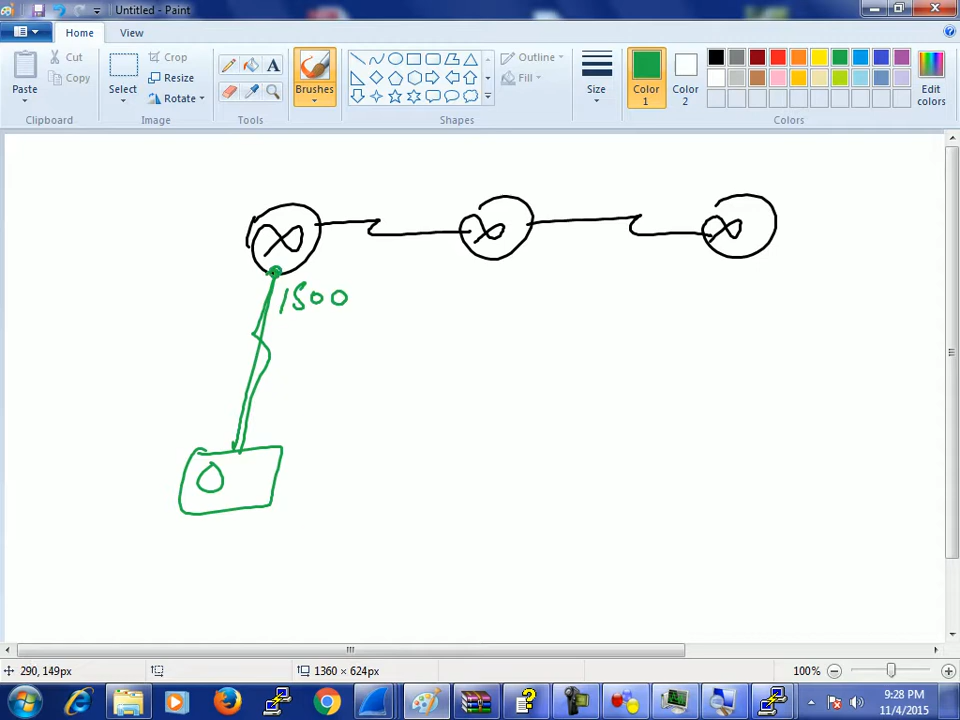 Untitled - Paint
Home
View
Paste
Cut
Copy
Clipboard
Select
Crop
Resize
Rotate
Image
A
Tools
Brushes
Outline
Fill
Shapes
Size
Color 1
Color 2
Edit colors
Colors
1500
290, 149px
1360 × 624px
100%
9:28 PM
11/4/2015